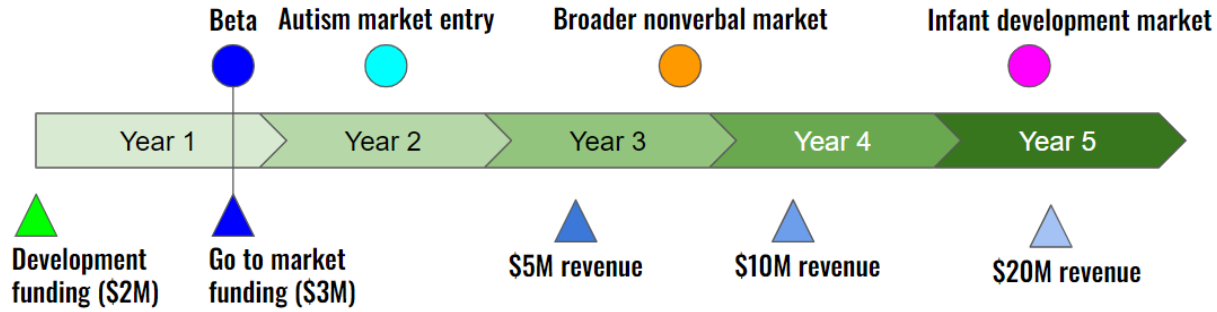 Beta
Autism market entry
Broader nonverbal market
Infant development market
Year 1
Year 2
Year 3
Year 4
Year 5
Development
funding ($2M)
Go to market
funding ($3M)
$5M revenue
$10M revenue
$20M revenue